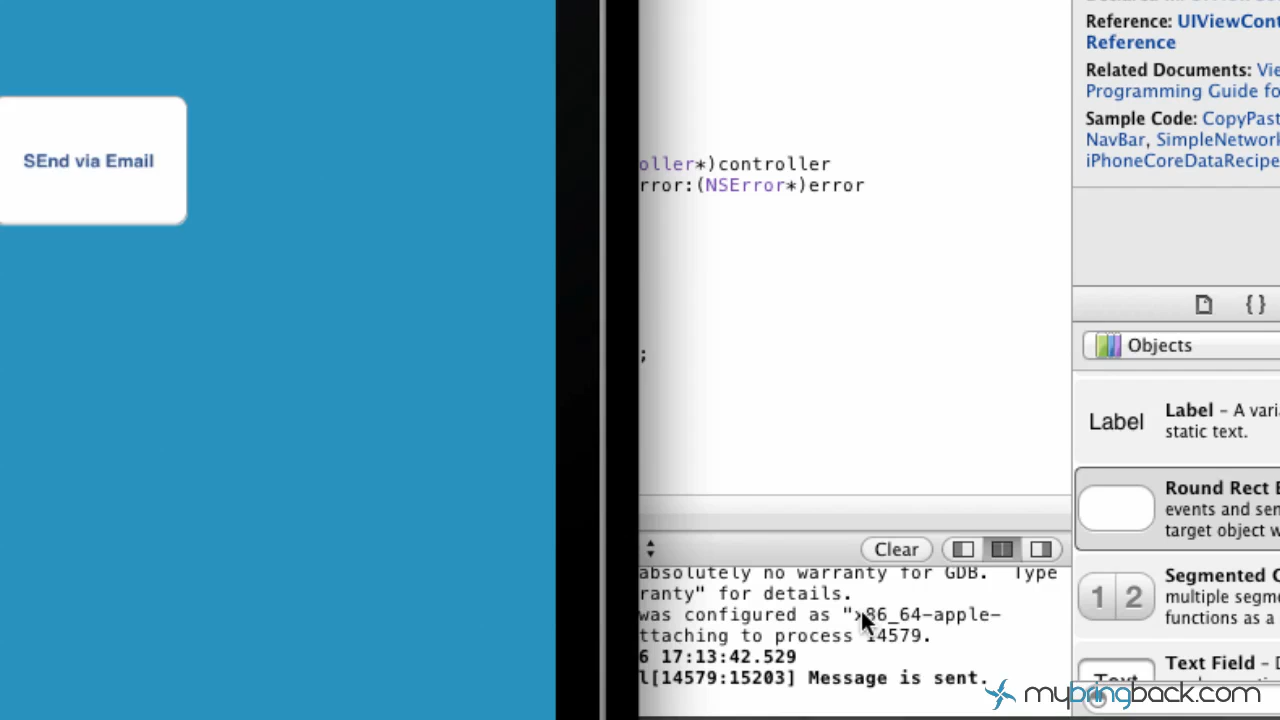 SEnd via Email
oller*)controller
rror:(NSError*)error
;
Reference: UIViewCont
Reference
Related Documents: Vie
Programming Guide fo
Sample Code: CopyPast
NavBar, SimpleNetwork
iPhoneCoreDataRecipe
{ }
Objects
Label
Label – A vari
static text.
Round Rect B
events and sen
target object w
1 2
Segmented C
multiple segme
functions as a
Text
Text Field – D
Clear
absolutely no warranty for GDB. Type
ranty" for details.
was configured as "x86_64-apple-
ttaching to process 14579.
6 17:13:42.529
l[14579:15203] Message is sent.
mybringback.com